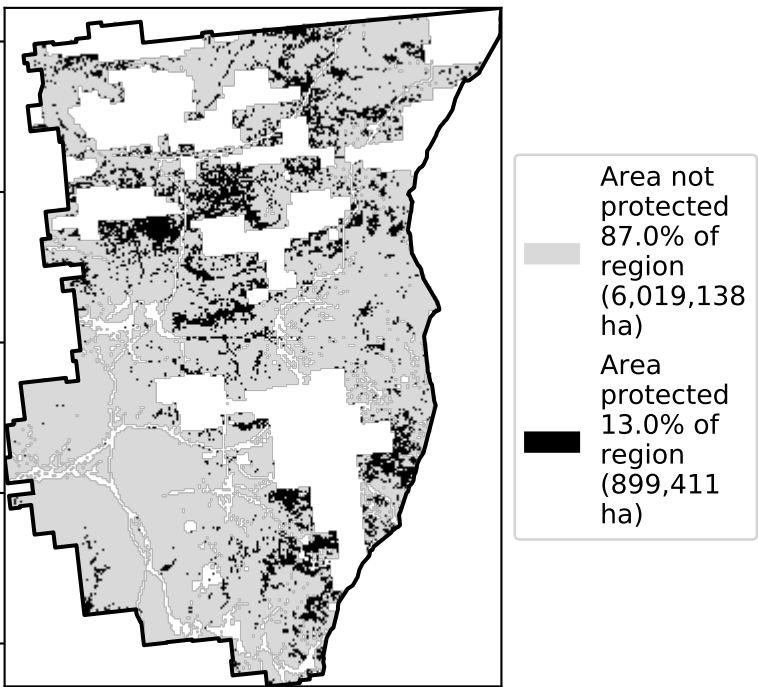 Area not
protected
87.0% of
region
(6,019,138
ha)
Area
protected
13.0% of
region
(899,411
ha)